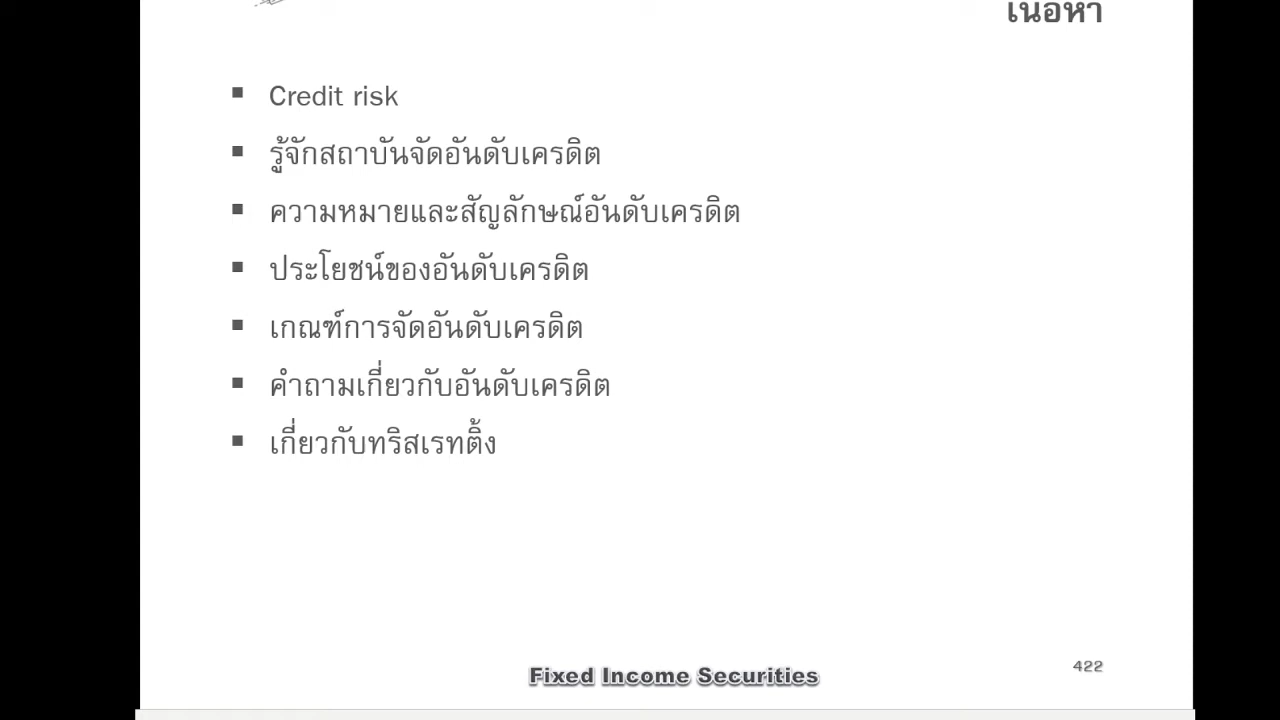 เนื้อหา
Credit risk
รู้จักสถาบันจัดอันดับเครดิต
ความหมายและสัญลักษณ์อันดับเครดิต
ประโยชน์ของอันดับเครดิต
เกณฑ์การจัดอันดับเครดิต
คำถามเกี่ยวกับอันดับเครดิต
เกี่ยวกับทริสเรทติ้ง
Fixed Income Securities
422